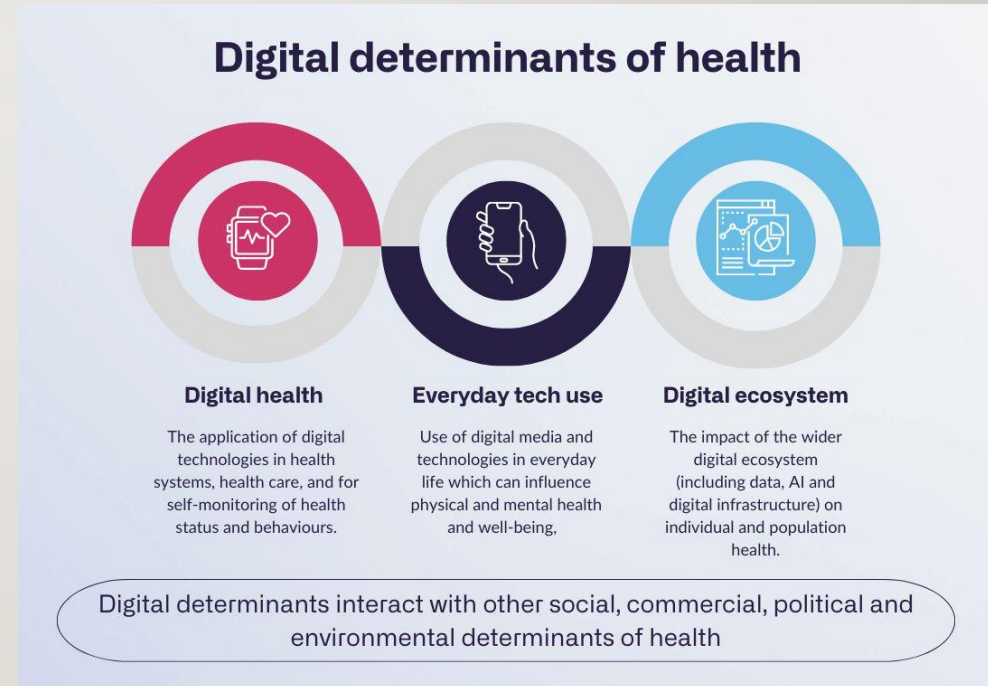 Digital determinants of health
Digital health
The application of digital
technologies in health
systems, health care, and for
self-monitoring of health
status and behaviours.
Everyday tech use
Use of digital media and
technologies in everyday
life which can influence
physical and mental health
and well-being,
Digital ecosystem
The impact of the wider
digital ecosystem
(including data, AI and
digital infrastructure) on
individual and population
health.
Digital determinants interact with other social, commercial, political and
environmental determinants of health